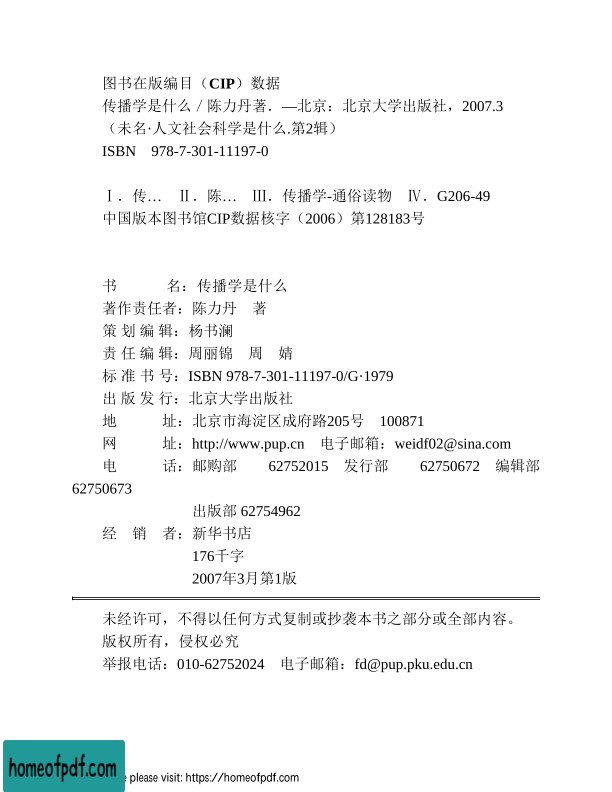 图书在版编目（CIP）数据
传播学是什么／陈力丹著．—北京：北京大学出版社，2007.3
（未名·人文社会科学是什么.第2辑）
ISBN　978-7-301-11197-0
Ⅰ．传…　Ⅱ．陈…　Ⅲ．传播学-通俗读物　Ⅳ．G206-49
中国版本图书馆CIP数据核字（2006）第128183号
书　　　名：传播学是什么
著作责任者：陈力丹　著
策 划 编 辑：杨书澜
责 任 编 辑：周丽锦　周　婧
标 准 书 号：ISBN 978-7-301-11197-0/G·1979
出 版 发 行：北京大学出版社
地　　　址：北京市海淀区成府路205号　100871
网　　　址：http://www.pup.cn　电子邮箱：weidf02@sina.com
电　　　话：邮购部　　62752015　发行部　　62750672　编辑部
62750673
出版部 62754962
经　销　者：新华书店
176千字
2007年3月第1版
未经许可，不得以任何方式复制或抄袭本书之部分或全部内容。
版权所有，侵权必究
举报电话：010-62752024　电子邮箱：fd@pup.pku.edu.cn
homeofpdf.com
please visit: https://homeofpdf.com